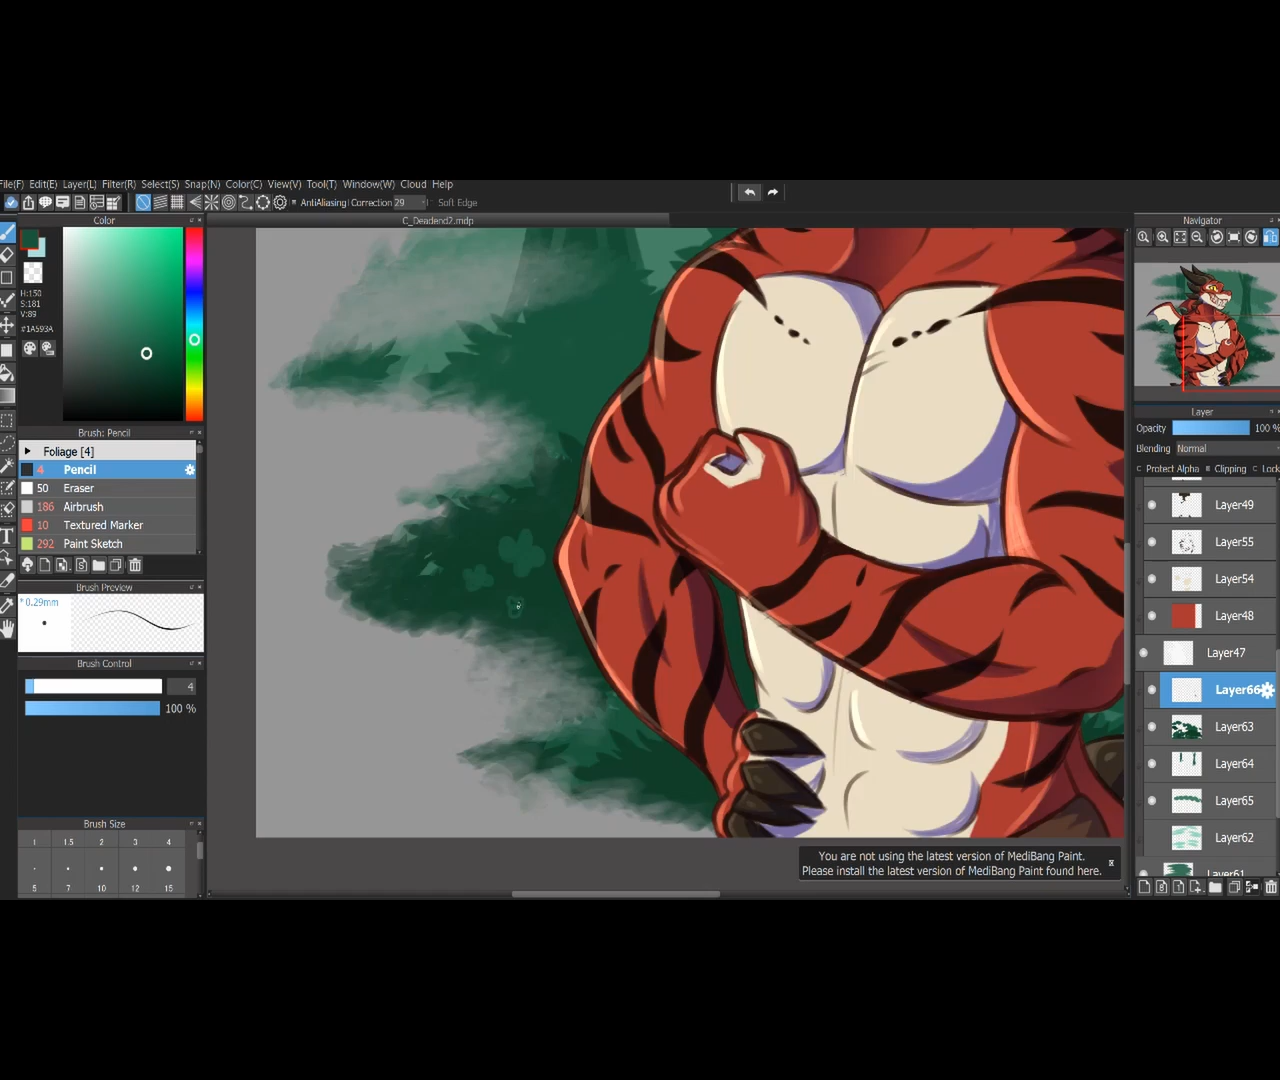 File(F) Edit(E) Layer(L) Filter(R) Select(S) Snap(N) Color(C) View(V) Tool(T) Window(W) Cloud Help
AntiAliasing Correction 29 Soft Edge
Color
C_Deadend2.mdp
Navigator
H:150
S:181
V:89
#1A593A
Brush: Pencil
Foliage [4]
4 Pencil
50 Eraser
186 Airbrush
10 Textured Marker
292 Paint Sketch
Brush Preview
* 0.29mm
Brush Control
4
100 %
Brush Size
1 1.5 2 3 4
5 7 10 12 15
Layer
Opacity 100 %
Blending Normal
Protect Alpha Clipping Lock
Layer49
Layer55
Layer54
Layer48
Layer47
Layer66
Layer63
Layer64
Layer65
Layer62
Layer61
You are not using the latest version of MediBang Paint.
Please install the latest version of MediBang Paint found here.